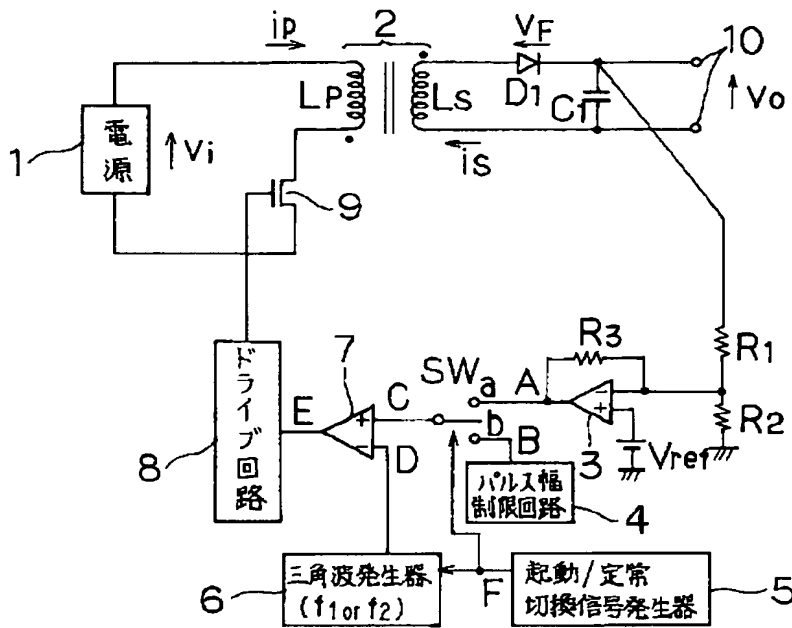 iP
2
VF
10
LP
LS
D1
C1
Vo
1
電源
Vi
iS
9
7
R3
R1
SW
a
A
E
C
b
B
D
3
R2
Vref
8
ドライブ回路
パルス幅
制限回路
4
6
三角波発生器
(f1 or f2)
F
起動/定常
切換信号発生器
5